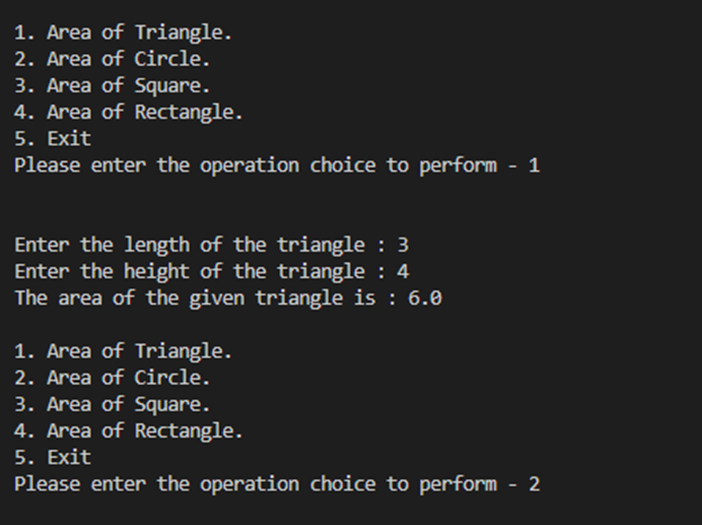 1. Area of Triangle.
2. Area of Circle.
3. Area of Square.
4. Area of Rectangle.
5. Exit
Please enter the operation choice to perform - 1
Enter the length of the triangle : 3
Enter the height of the triangle : 4
The area of the given triangle is : 6.0
1. Area of Triangle.
2. Area of Circle.
3. Area of Square.
4. Area of Rectangle.
5. Exit
Please enter the operation choice to perform - 2